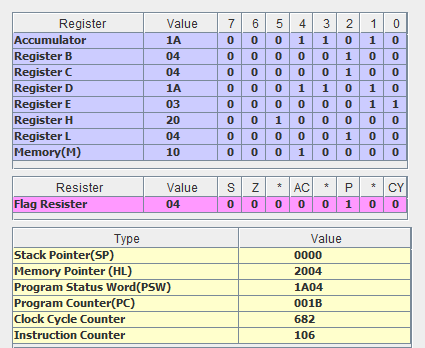 Register Value 7 6 5 4 3 2 1 0
Accumulator 1A 0 0 0 1 1 0 1 0
Register B 04 0 0 0 0 0 1 0 0
Register C 04 0 0 0 0 0 1 0 0
Register D 1A 0 0 0 1 1 0 1 0
Register E 03 0 0 0 0 0 0 1 1
Register H 20 0 0 1 0 0 0 0 0
Register L 04 0 0 0 0 0 1 0 0
Memory(M) 10 0 0 0 1 0 0 0 0
Resister Value S Z * AC * P * CY
Flag Resister 04 0 0 0 0 0 1 0 0
Type Value
Stack Pointer(SP) 0000
Memory Pointer (HL) 2004
Program Status Word(PSW) 1A04
Program Counter(PC) 001B
Clock Cycle Counter 682
Instruction Counter 106